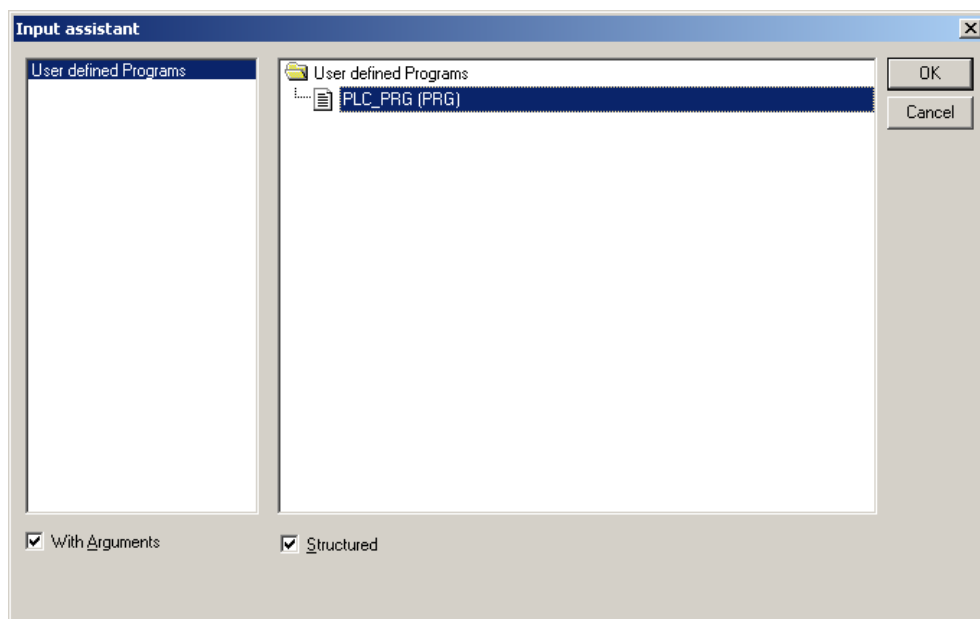 Input assistant
User defined Programs
User defined Programs
PLC_PRG (PRG)
OK
Cancel
With Arguments
Structured